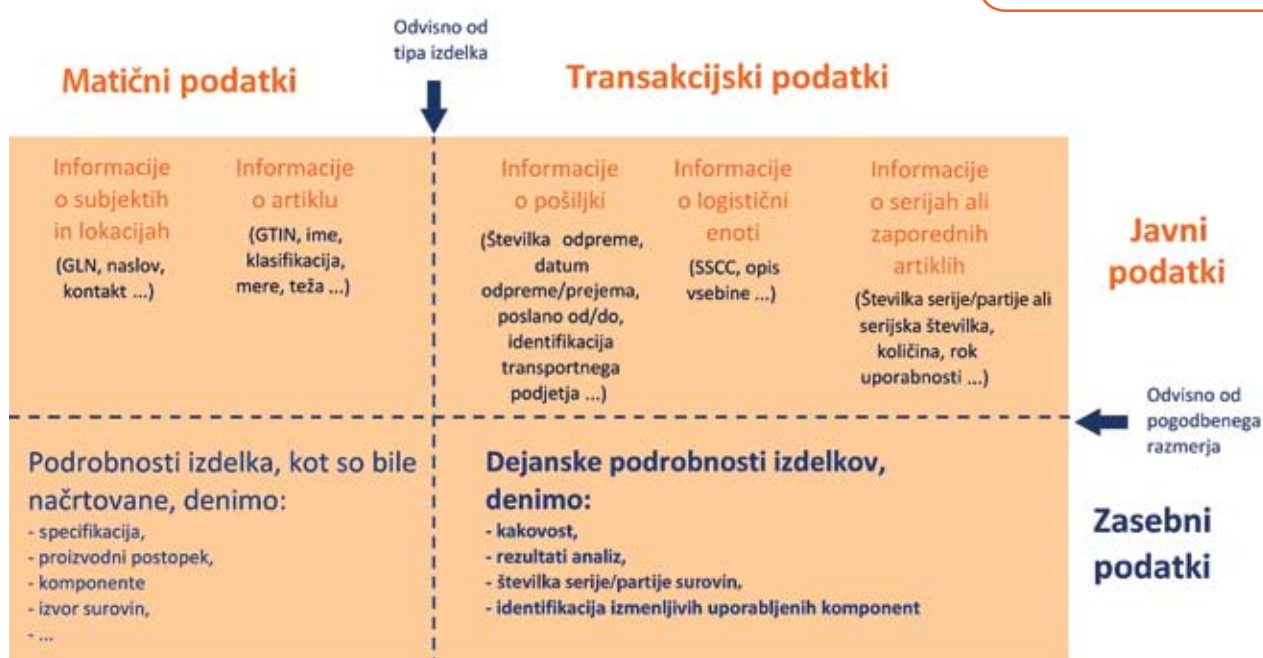 Odvisno od
tipa izdelka
Matični podatki
Transakcijski podatki
Informacije
o subjektih
in lokacijah
(GLN, naslov,
kontakt ...)
Informacije
o artiklu
(GTIN, ime,
klasifikacija,
mere, teža ...)
Informacije
o pošiljki
(Številka odpreme,
datum
odpreme/prejema,
poslano od/do,
identifikacija
transportnega
podjetja ...)
Informacije
o logistični
enoti
(SSCC, opis
vsebine ...)
Informacije
o serijah ali
zaporednih
artiklih
(Številka serije/partije ali
serijska številka,
količina, rok
uporabnosti ...)
Javni
podatki
Odvisno od
pogodbenega
razmerja
Podrobnosti izdelka, kot so bile
načrtovane, denimo:
- specifikacija,
- proizvodni postopek,
- komponente
- izvor surovin,
- ...
Dejanske podrobnosti izdelkov,
denimo:
- kakovost,
- rezultati analiz,
- številka serije/partije surovin,
- identifikacija izmenljivih uporabljenih komponent
Zasebni
podatki